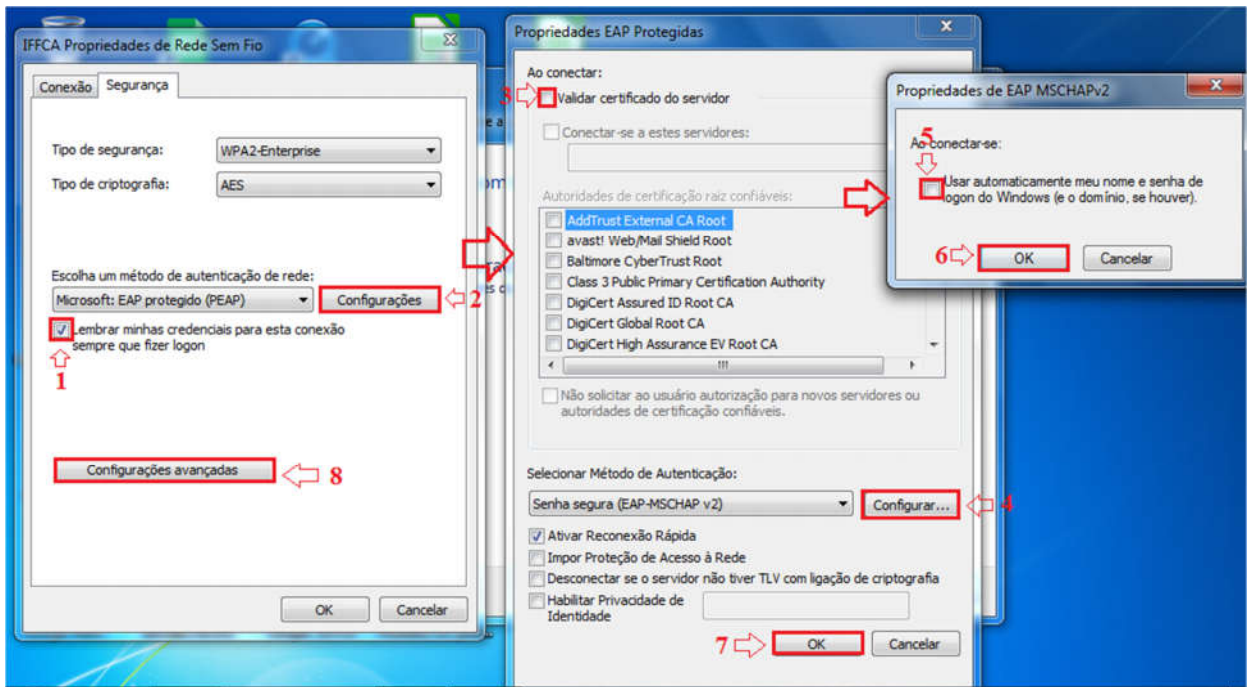 IFFCA Propriedades de Rede Sem Fio
Conexão
Segurança
Tipo de segurança:
WPA2-Enterprise
Tipo de criptografia:
AES
Escolha um método de autenticação de rede:
Microsoft: EAP protegido (PEAP)
Configurações
2
Lembrar minhas credenciais para esta conexão
sempre que fizer logon
1
Configurações avançadas
8
OK
Cancelar
Propriedades EAP Protegidas
Ao conectar:
3
Validar certificado do servidor
Conectar-se a estes servidores:
Autoridades de certificação raiz confiáveis:
AddTrust External CA Root
avast! Web/Mail Shield Root
Baltimore CyberTrust Root
Class 3 Public Primary Certification Authority
DigiCert Assured ID Root CA
DigiCert Global Root CA
DigiCert High Assurance EV Root CA
Não solicitar ao usuário autorização para novos servidores ou
autoridades de certificação confiáveis.
Selecionar Método de Autenticação:
Senha segura (EAP-MSCHAP v2)
Configurar...
4
Ativar Reconexão Rápida
Impor Proteção de Acesso à Rede
Desconectar se o servidor não tiver TLV com ligação de criptografia
Habilitar Privacidade de
Identidade
7
OK
Cancelar
Propriedades de EAP MSCHAPv2
Ao conectar-se:
5
Usar automaticamente meu nome e senha de
logon do Windows (e o domínio, se houver).
6
OK
Cancelar